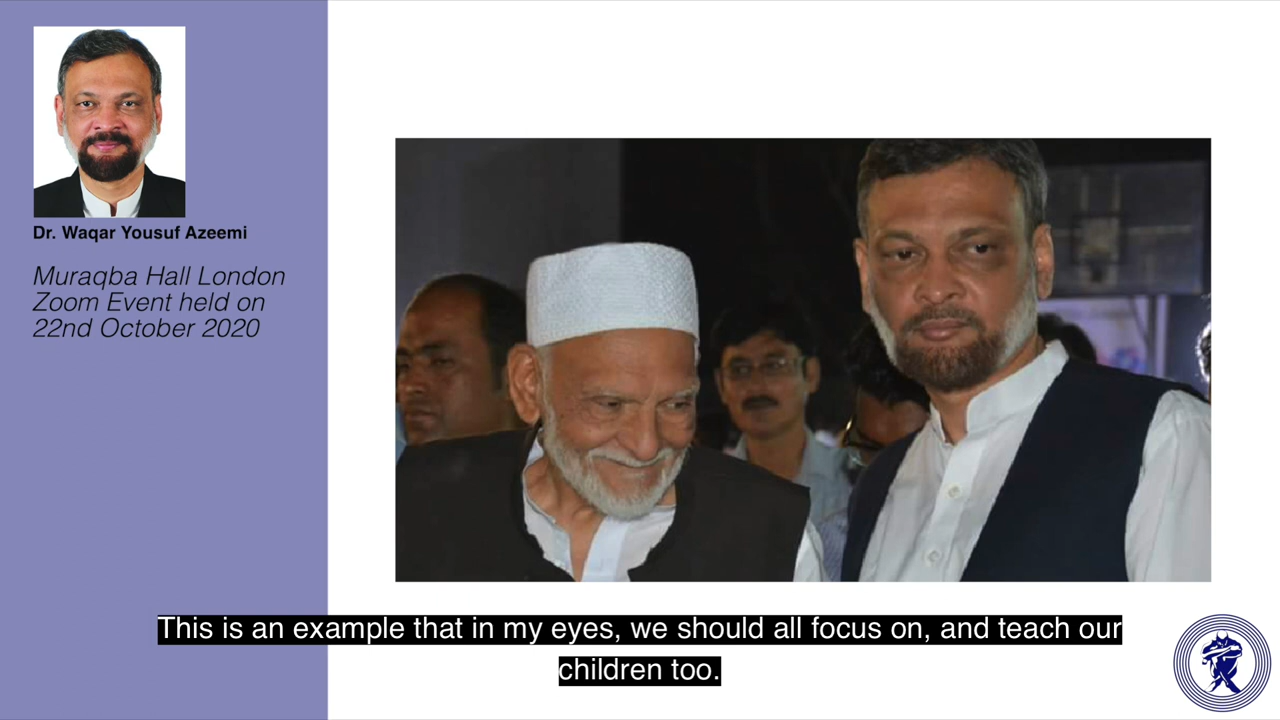 Dr. Waqar Yousuf Azeemi
Muraqba Hall London
Zoom Event held on
22nd October 2020
This is an example that in my eyes, we should all focus on, and teach our
children too.